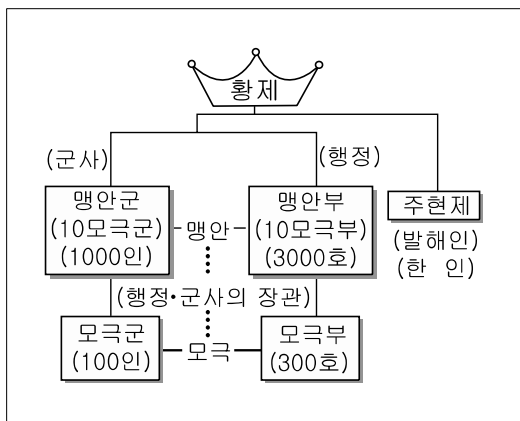 황제
(군사)
(행정)
맹안군
(10모극군)
(1000인)
맹안
맹안부
(10모극부)
(3000호)
주현제
(발해인)
(한 인)
(행정·군사의 장관)
모극군
(100인)
모극
모극부
(300호)